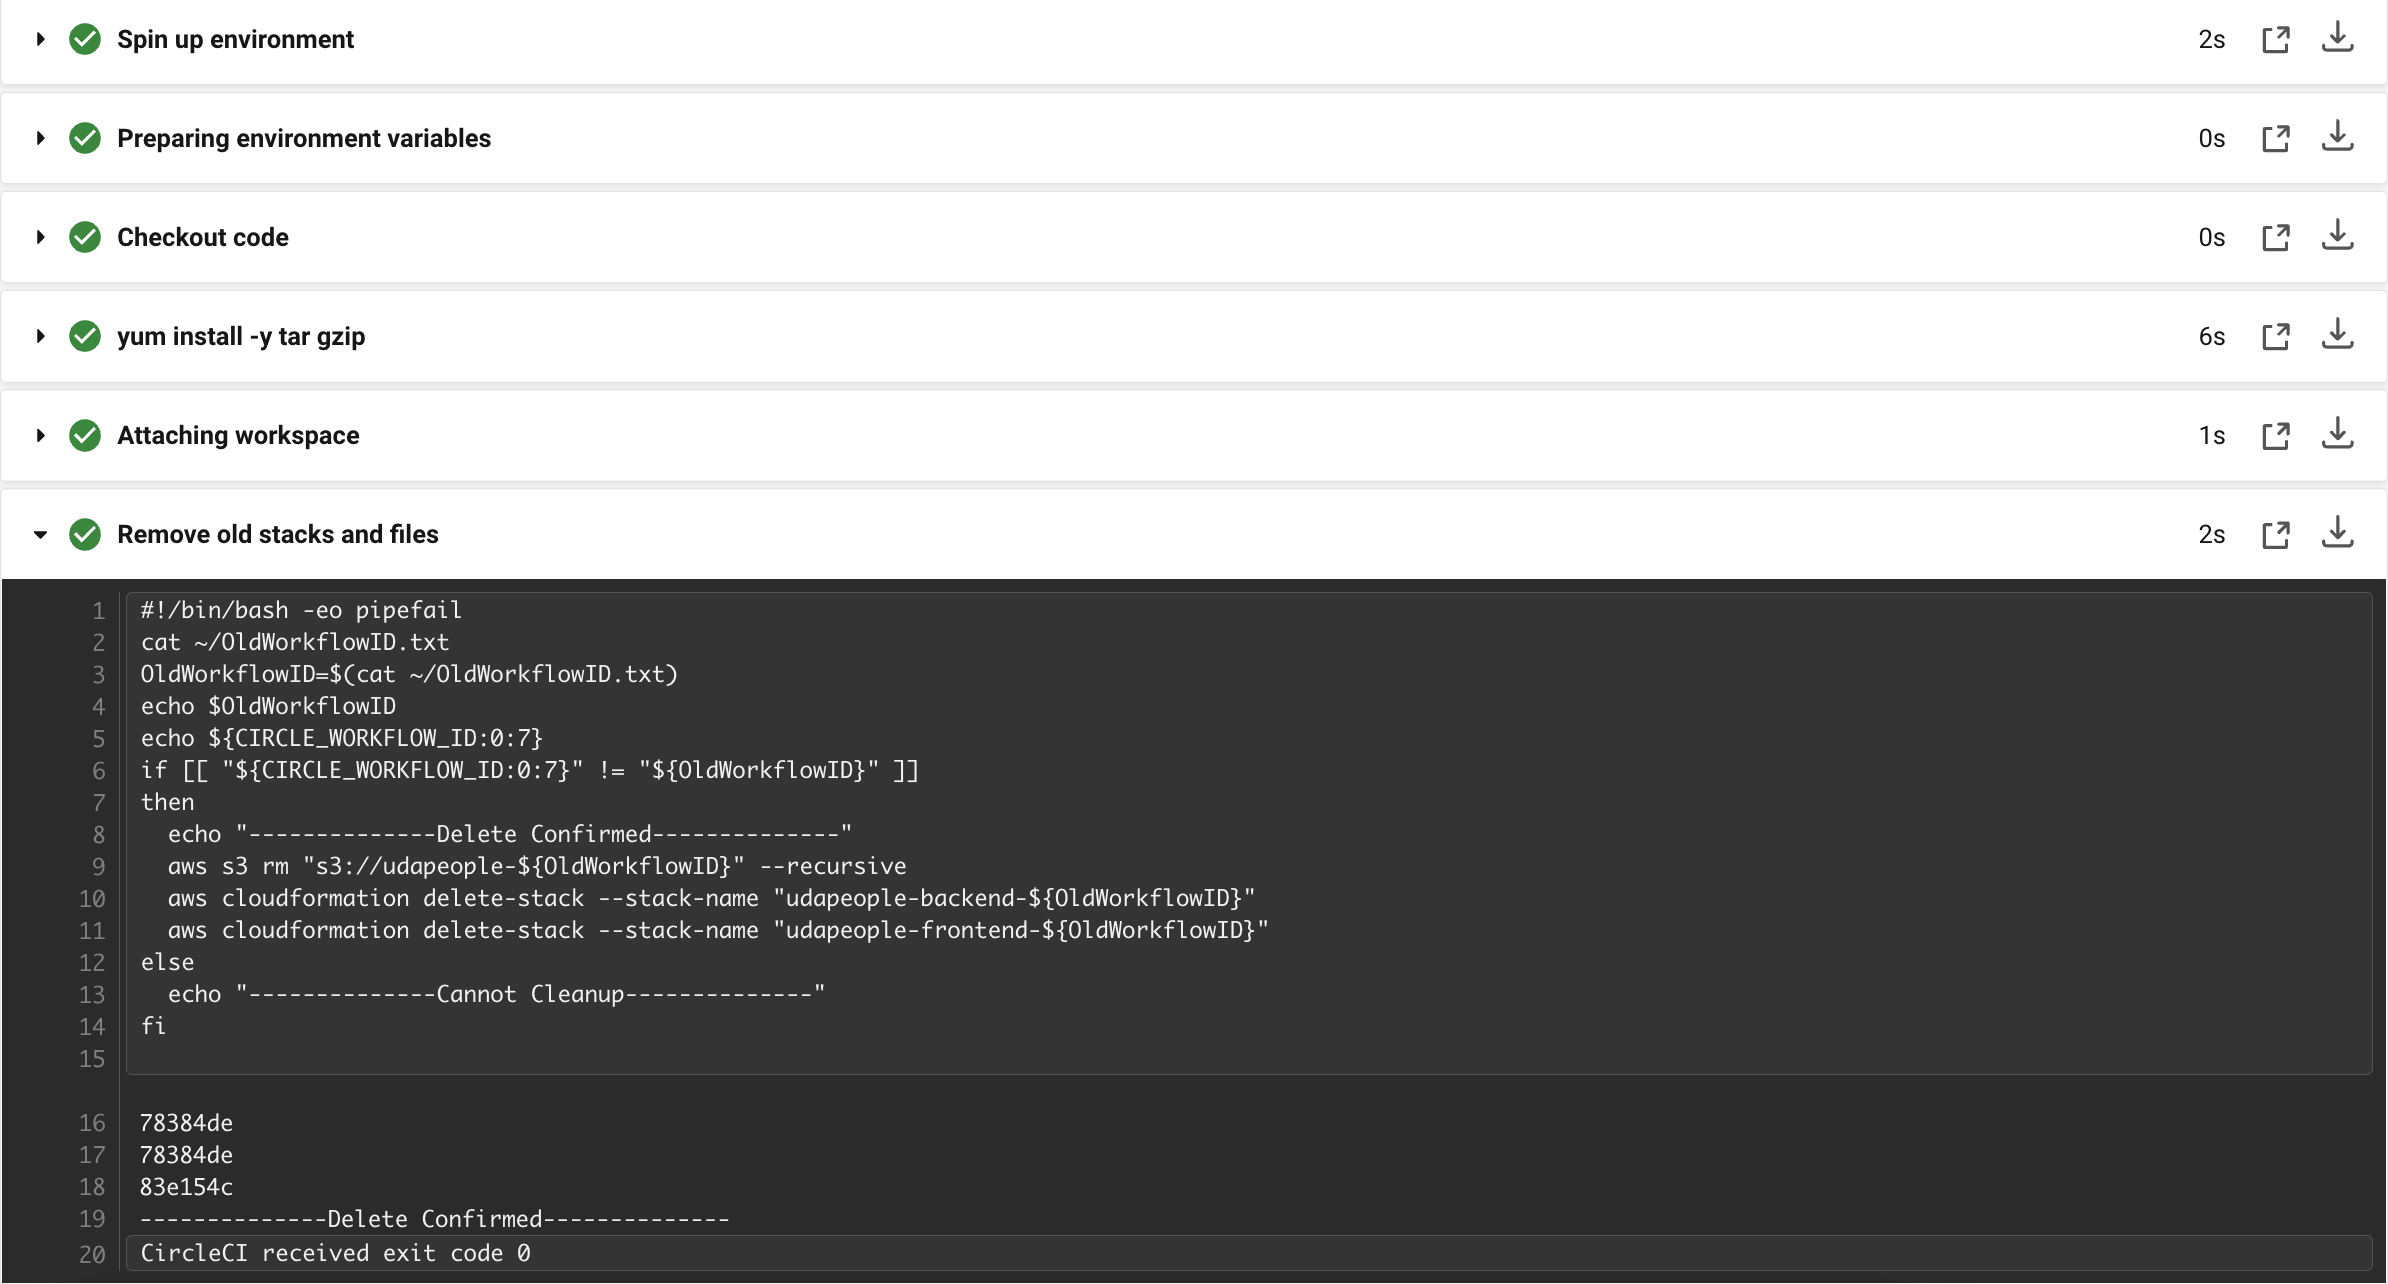 Spin up environment 2s
Preparing environment variables 0s
Checkout code 0s
yum install -y tar gzip 6s
Attaching workspace 1s
Remove old stacks and files 2s
1 #!/bin/bash -eo pipefail
2 cat ~/OldWorkflowID.txt
3 OldWorkflowID=$(cat ~/OldWorkflowID.txt)
4 echo $OldWorkflowID
5 echo ${CIRCLE_WORKFLOW_ID:0:7}
6 if [[ "${CIRCLE_WORKFLOW_ID:0:7}" != "${OldWorkflowID}" ]]
7 then
8   echo "--------------Delete Confirmed--------------"
9   aws s3 rm "s3://udapeople-${OldWorkflowID}" --recursive
10   aws cloudformation delete-stack --stack-name "udapeople-backend-${OldWorkflowID}"
11   aws cloudformation delete-stack --stack-name "udapeople-frontend-${OldWorkflowID}"
12 else
13   echo "--------------Cannot Cleanup--------------"
14 fi
15
16 78384de
17 78384de
18 83e154c
19 --------------Delete Confirmed--------------
20 CircleCI received exit code 0